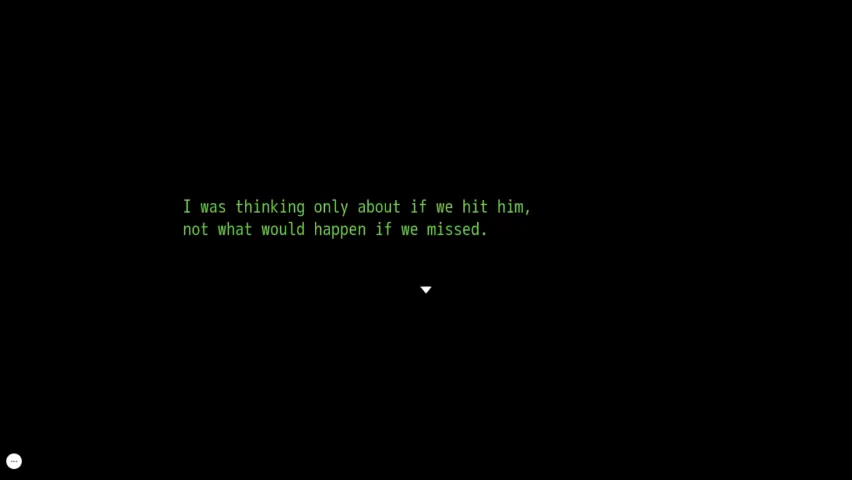 I was thinking only about if we hit him,
not what would happen if we missed.